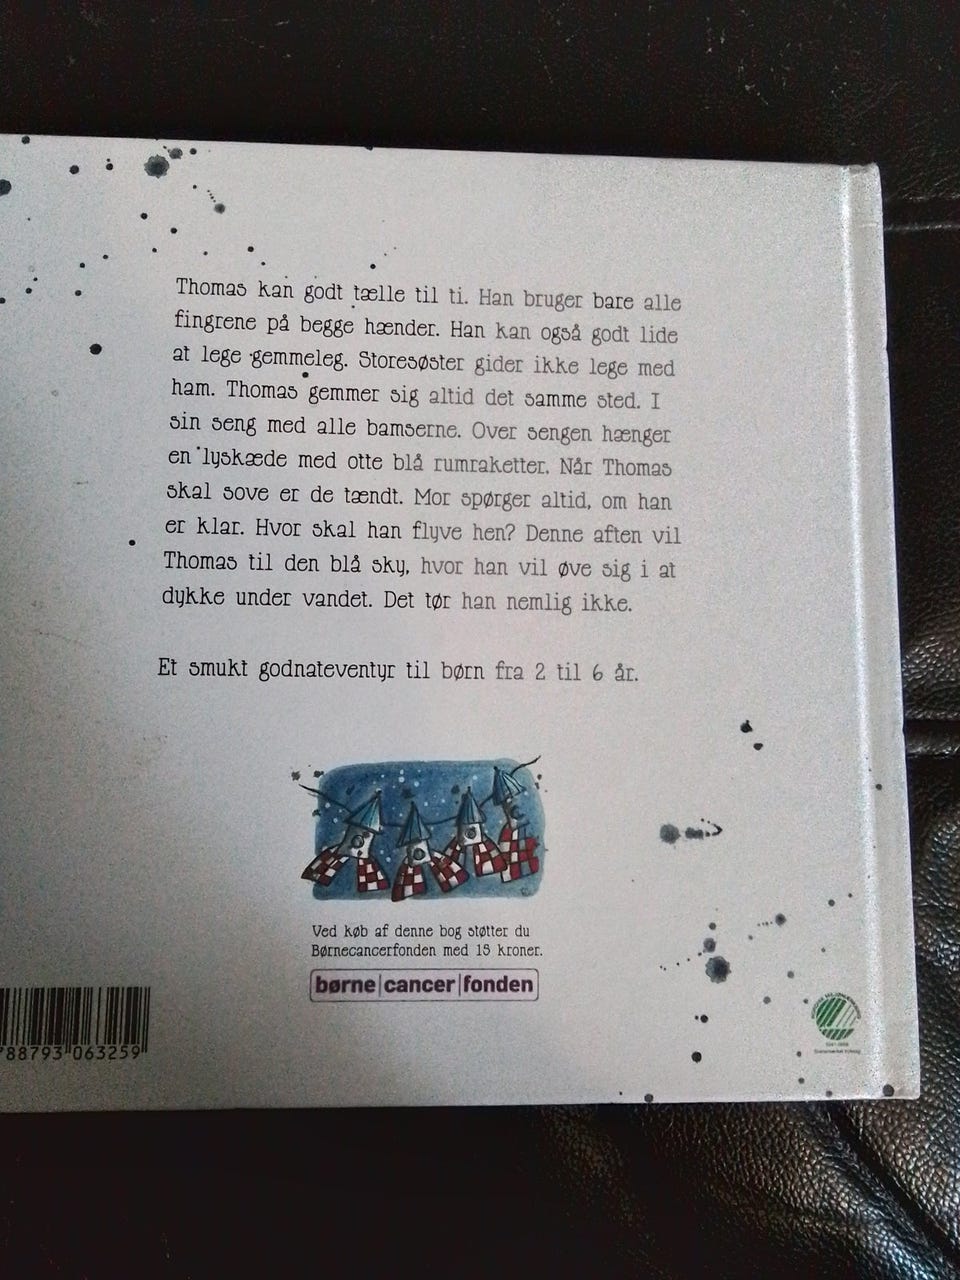 Thomas kan godt tælle til ti. Han bruger bare alle
fingrene på begge hænder. Han kan også godt lide
at lege gemmeleg. Storesøster gider ikke lege med
ham. Thomas gemmer sig altid det samme sted. I
sin seng med alle bamserne. Over sengen hænger
en lyskæde med otte blå rumraketter. Når Thomas
skal sove er de tændt. Mor spørger altid, om han
er klar. Hvor skal han flyve hen? Denne aften vil
Thomas til den blå sky, hvor han vil øve sig i at
dykke under vandet. Det tør han nemlig ikke.
Et smukt godnateventyr til børn fra 2 til 6 år.
Ved køb af denne bog støtter du
Børnecancerfonden med 15 kroner.
børne|cancer|fonden
788793 063259